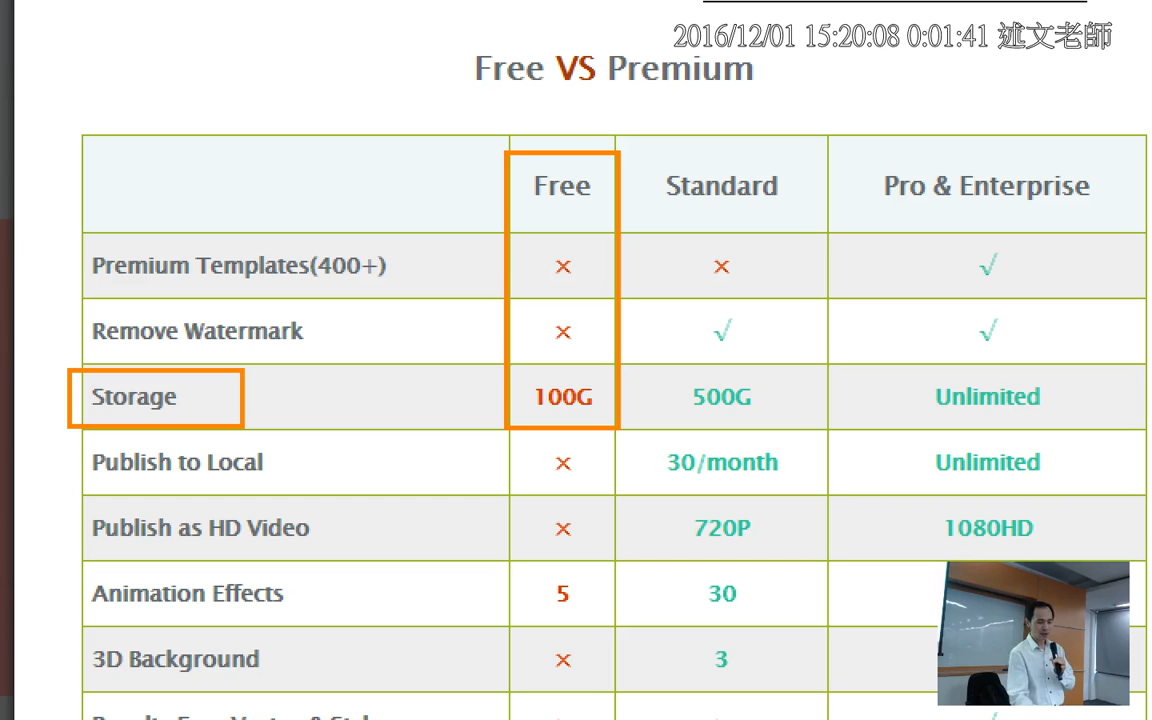 2016/12/01 15:20:08 0:01:41 述文老師
Free VS Premium
Free Standard Pro & Enterprise
Premium Templates(400+) × × √
Remove Watermark × √ √
Storage 100G 500G Unlimited
Publish to Local × 30/month Unlimited
Publish as HD Video × 720P 1080HD
Animation Effects 5 30
3D Background × 3